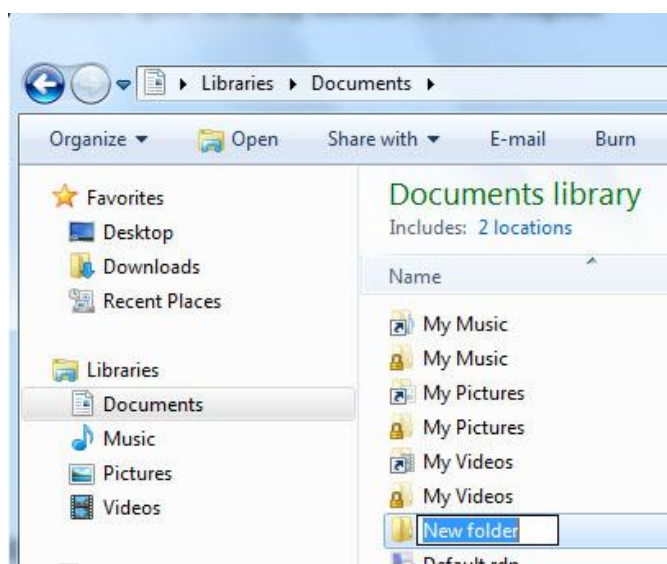 Libraries Documents
Organize Open Share with E-mail Burn
Favorites
Desktop
Downloads
Recent Places
Libraries
Documents
Music
Pictures
Videos
Documents library
Includes: 2 locations
Name
My Music
My Music
My Pictures
My Pictures
My Videos
My Videos
New folder
Default.rdp